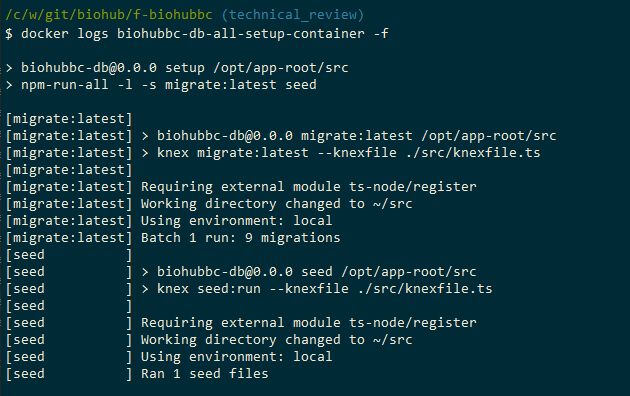 /c/w/git/biohub/f-biohubbc (technical_review)
$ docker logs biohubbc-db-all-setup-container -f
> biohubbc-db@0.0.0 setup /opt/app-root/src
> npm-run-all -l -s migrate:latest seed
[migrate:latest]
[migrate:latest] > biohubbc-db@0.0.0 migrate:latest /opt/app-root/src
[migrate:latest] > knex migrate:latest --knexfile ./src/knexfile.ts
[migrate:latest]
[migrate:latest] Requiring external module ts-node/register
[migrate:latest] Working directory changed to ~/src
[migrate:latest] Using environment: local
[migrate:latest] Batch 1 run: 9 migrations
[seed          ]
[seed          ] > biohubbc-db@0.0.0 seed /opt/app-root/src
[seed          ] > knex seed:run --knexfile ./src/knexfile.ts
[seed          ]
[seed          ] Requiring external module ts-node/register
[seed          ] Working directory changed to ~/src
[seed          ] Using environment: local
[seed          ] Ran 1 seed files